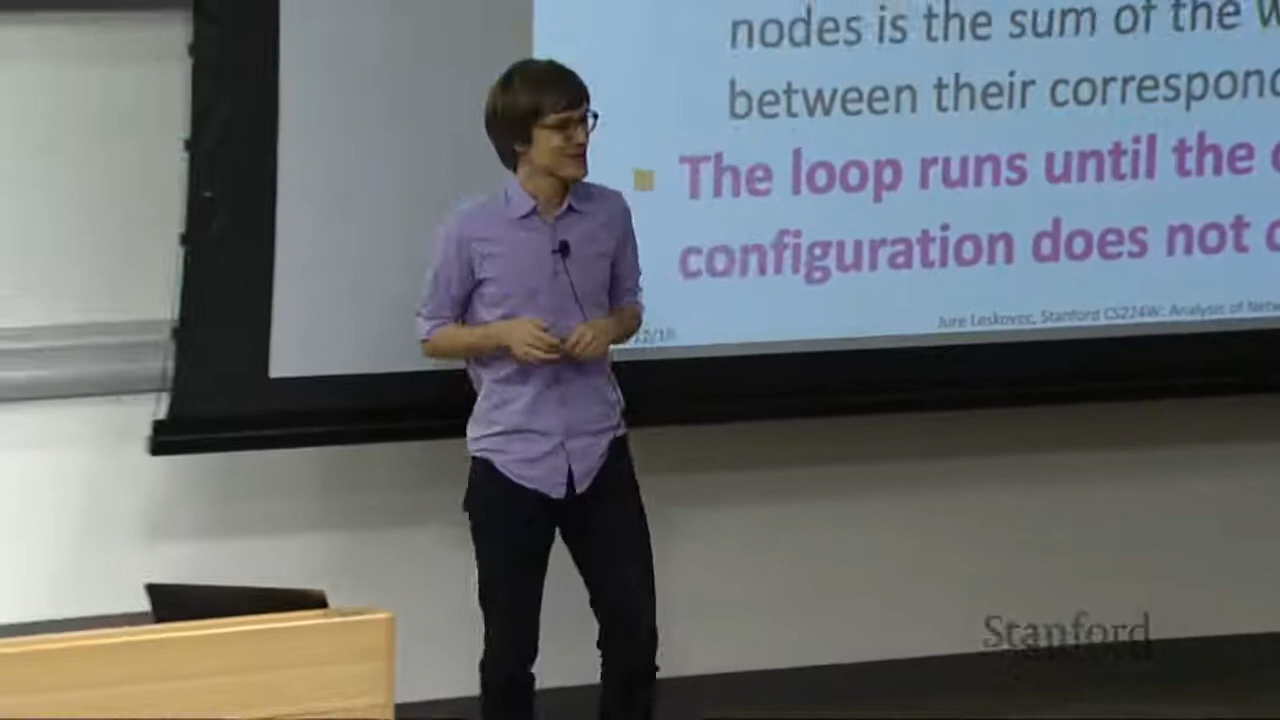 nodes is the sum of the
between their correspon
The loop runs until the
configuration does not
Jure Leskovec, Stanford CS224W: Analysis of Net
Stanford